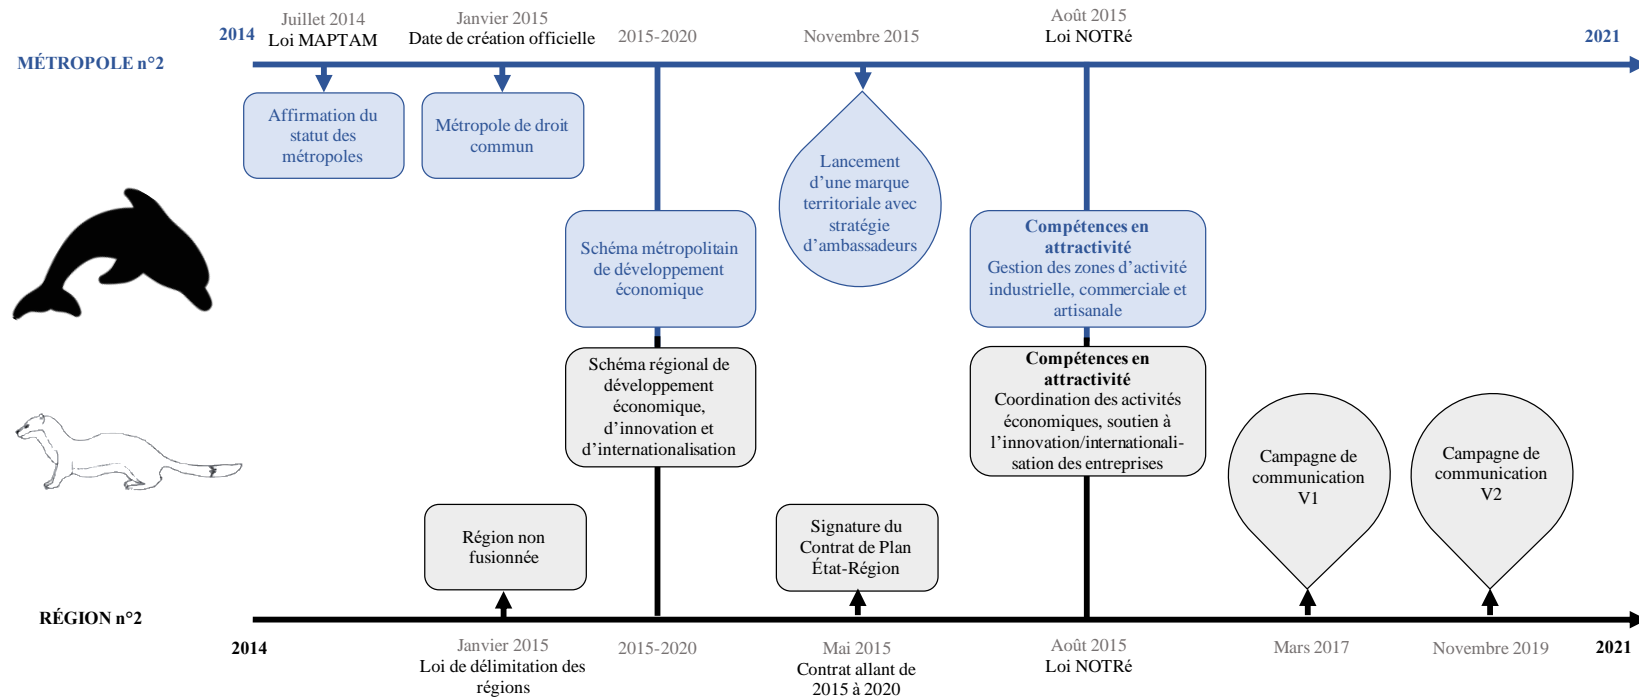 Juillet 2014
Loi MAPTAM
Janvier 2015
Date de création officielle
2015-2020
Novembre 2015
Août 2015
Loi NOTRé
2014
2021
MÉTROPOLE n°2
Affirmation du
statut des
métropoles
Métropole de droit
commun
Schéma métropolitain
de développement
économique
Lancement
d’une marque
territoriale avec
stratégie
d’ambassadeurs
Compétences en
attractivité
Gestion des zones d’activité
industrielle, commerciale et
artisanale
Schéma régional de
développement
économique,
d’innovation et
d’internationalisation
Compétences en
attractivité
Coordination des activités
économiques, soutien à
l’innovation/internationali-
sation des entreprises
Région non
fusionnée
Signature du
Contrat de Plan
État-Région
Campagne de
communication
V1
Campagne de
communication
V2
RÉGION n°2
2014
Janvier 2015
Loi de délimitation des
régions
2015-2020
Mai 2015
Contrat allant de
2015 à 2020
Août 2015
Loi NOTRé
Mars 2017
Novembre 2019
2021